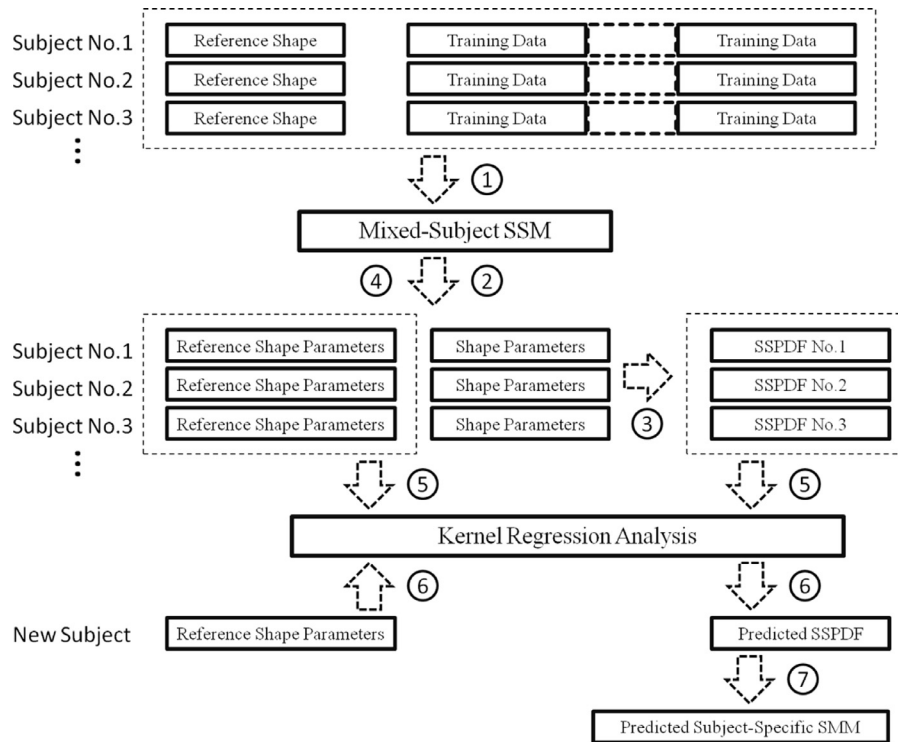 Subject No.1 Reference Shape Training Data Training Data
Subject No.2 Reference Shape Training Data Training Data
Subject No.3 Reference Shape Training Data Training Data
⋮
①
Mixed-Subject SSM
④ ②
Subject No.1 Reference Shape Parameters Shape Parameters SSPDF No.1
Subject No.2 Reference Shape Parameters Shape Parameters SSPDF No.2
Subject No.3 Reference Shape Parameters Shape Parameters ③ SSPDF No.3
⋮
⑤ ⑤
Kernel Regression Analysis
⑥ ⑥
New Subject Reference Shape Parameters Predicted SSPDF
⑦
Predicted Subject-Specific SMM